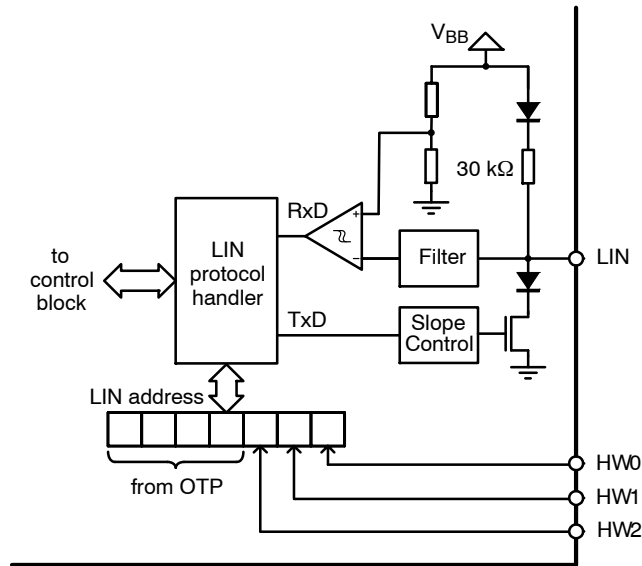 VBB
30 kΩ
RxD
+
−
to
control
block
LIN
protocol
handler
Filter
LIN
TxD
Slope
Control
LIN address
from OTP
HW0
HW1
HW2